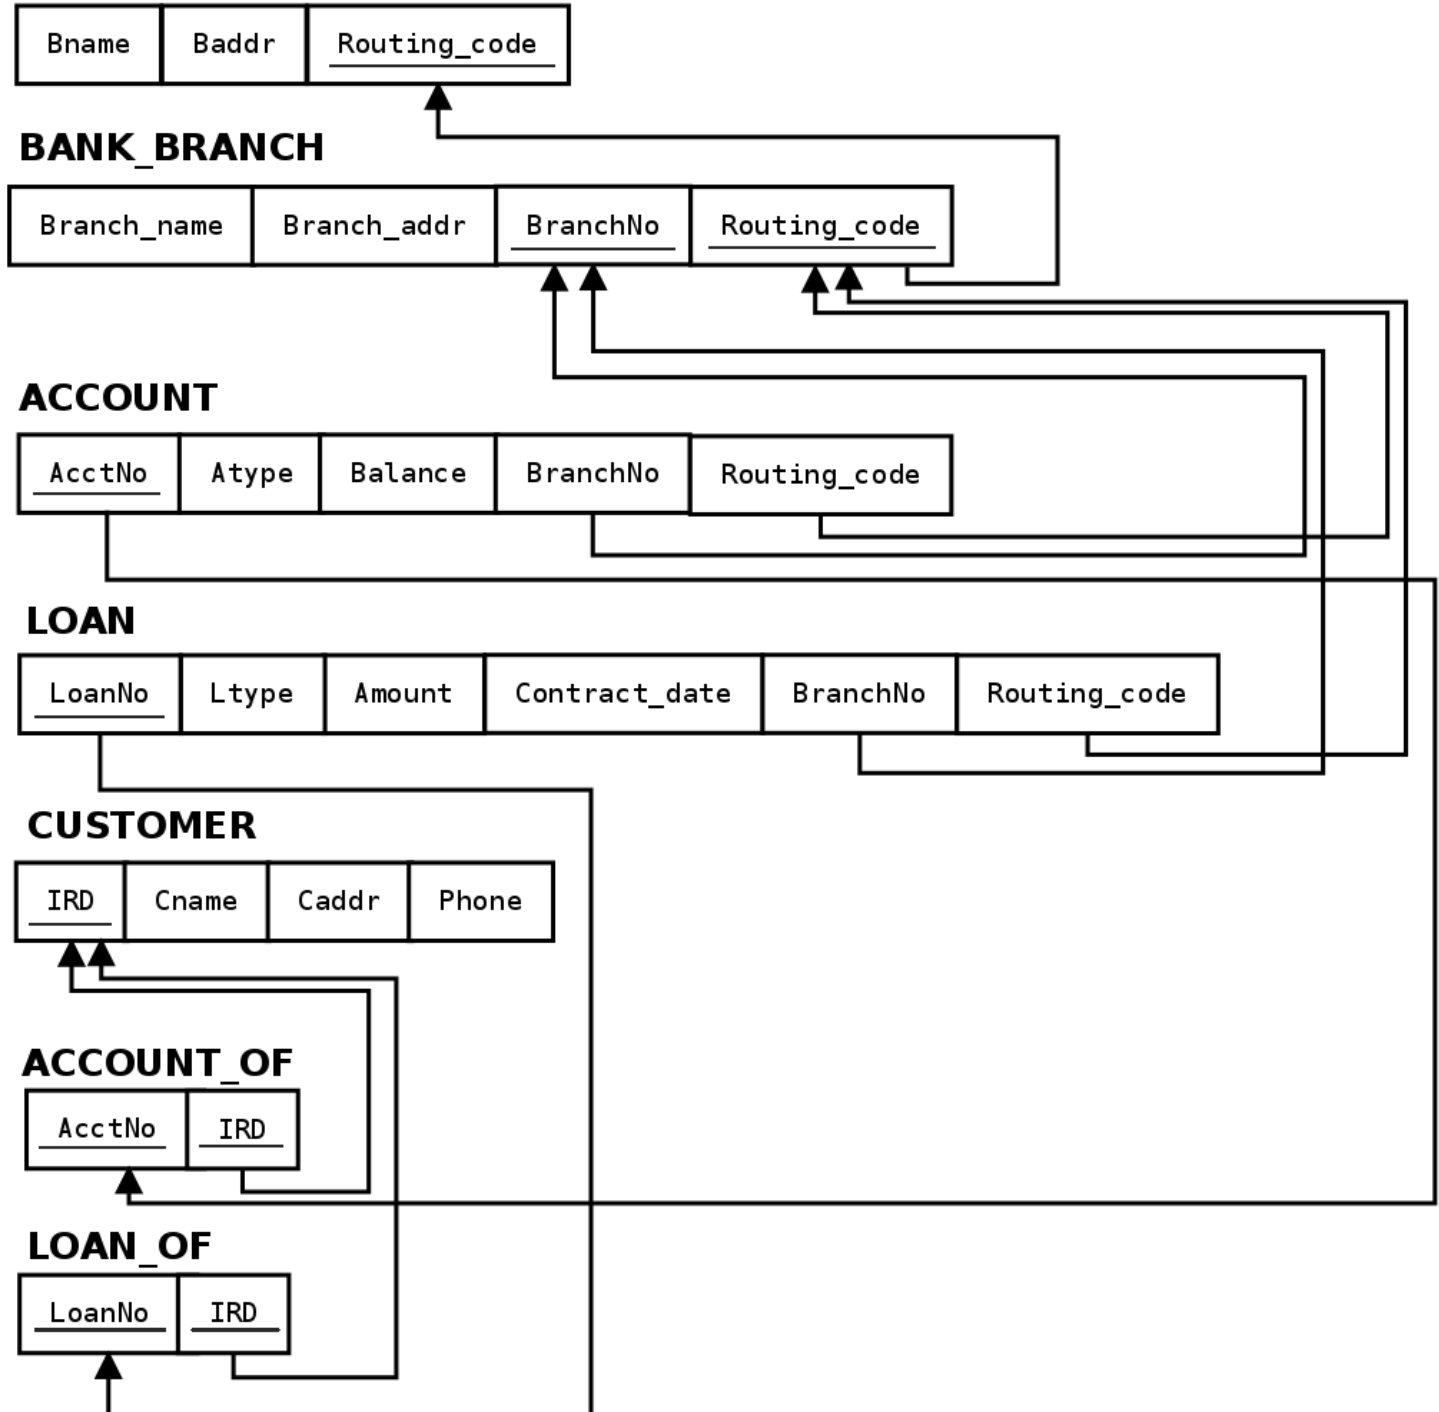 Bname Baddr Routing_code
BANK_BRANCH
Branch_name Branch_addr BranchNo Routing_code
ACCOUNT
AcctNo Atype Balance BranchNo Routing_code
LOAN
LoanNo Ltype Amount Contract_date BranchNo Routing_code
CUSTOMER
IRD Cname Caddr Phone
ACCOUNT_OF
AcctNo IRD
LOAN_OF
LoanNo IRD